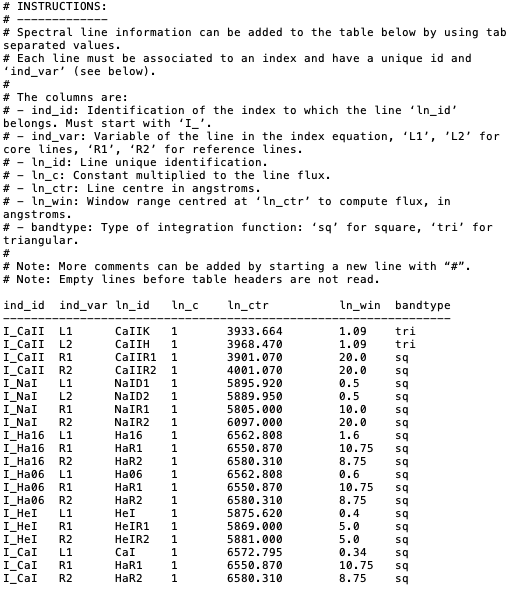 # INSTRUCTIONS:
# -------------
# Spectral line information can be added to the table below by using tab
separated values.
# Each line must be associated to an index and have a unique id and
‘ind_var’ (see below).
#
# The columns are:
# - ind_id: Identification of the index to which the line ‘ln_id’
belongs. Must start with ‘I_’.
# - ind_var: Variable of the line in the index equation, ‘L1’, ’L2’ for
core lines, ‘R1’, ‘R2’ for reference lines.
# - ln_id: Line unique identification.
# - ln_c: Constant multiplied to the line flux.
# - ln_ctr: Line centre in angstroms.
# - ln_win: Window range centred at ‘ln_ctr’ to compute flux, in
angstroms.
# - bandtype: Type of integration function: ‘sq’ for square, ‘tri’ for
triangular.
#
# Note: More comments can be added by starting a new line with “#”.
# Note: Empty lines before table headers are not read.

ind_id ind_var ln_id ln_c ln_ctr ln_win bandtype
----------------------------------------------------------------
I_CaII L1 CaIIK 1 3933.664 1.09 tri
I_CaII L2 CaIIH 1 3968.470 1.09 tri
I_CaII R1 CaIIR1 1 3901.070 20.0 sq
I_CaII R2 CaIIR2 1 4001.070 20.0 sq
I_NaI L1 NaID1 1 5895.920 0.5 sq
I_NaI L2 NaID2 1 5889.950 0.5 sq
I_NaI R1 NaIR1 1 5805.000 10.0 sq
I_NaI R2 NaIR2 1 6097.000 20.0 sq
I_Ha16 L1 Ha16 1 6562.808 1.6 sq
I_Ha16 R1 HaR1 1 6550.870 10.75 sq
I_Ha16 R2 HaR2 1 6580.310 8.75 sq
I_Ha06 L1 Ha06 1 6562.808 0.6 sq
I_Ha06 R1 HaR1 1 6550.870 10.75 sq
I_Ha06 R2 HaR2 1 6580.310 8.75 sq
I_HeI L1 HeI 1 5875.620 0.4 sq
I_HeI R1 HeIR1 1 5869.000 5.0 sq
I_HeI R2 HeIR2 1 5881.000 5.0 sq
I_CaI L1 CaI 1 6572.795 0.34 sq
I_CaI R1 HaR1 1 6550.870 10.75 sq
I_CaI R2 HaR2 1 6580.310 8.75 sq